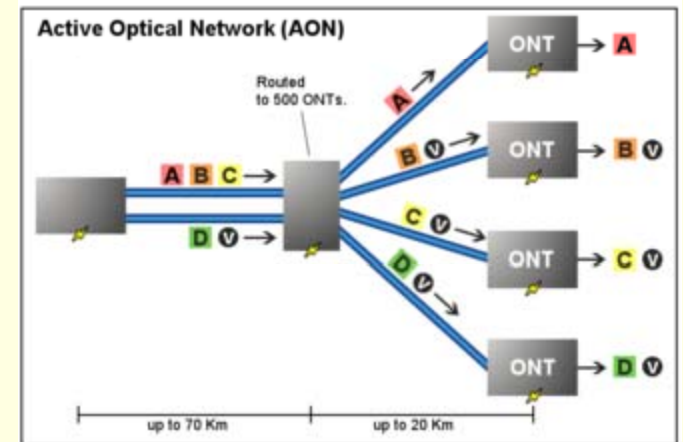 Active Optical Network (AON)
Routed
to 500 ONTs.
A B C
D V
A
B V
C V
D V
ONT
A
ONT
B V
ONT
C V
ONT
D V
up to 70 Km
up to 20 Km